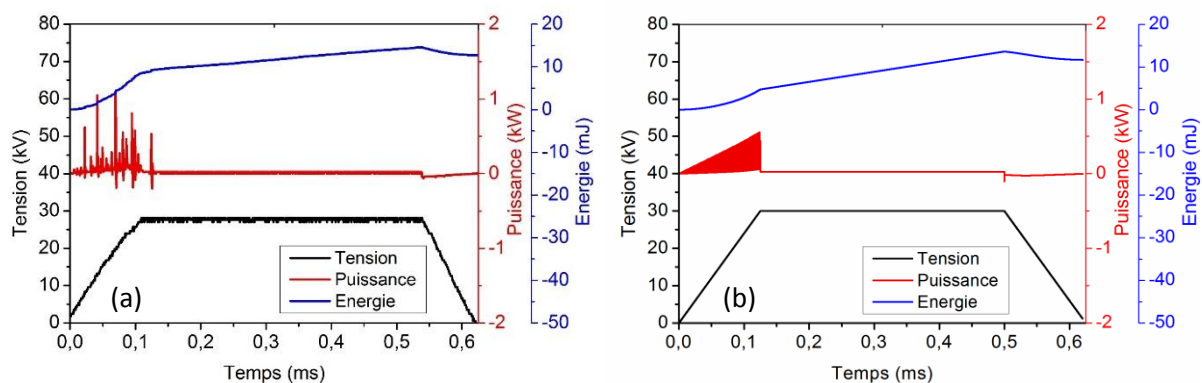 80
70
60
50
40
30
20
10
0
Tension (kV)
2
1
0
-1
-2
Puissance (kW)
20
10
0
-10
-20
-30
-40
-50
Energie (mJ)
(a)
Tension
Puissance
Energie
0,0 0,1 0,2 0,3 0,4 0,5 0,6
Temps (ms)
80
70
60
50
40
30
20
10
0
Tension (kV)
2
1
0
-1
-2
Puissance (kW)
20
10
0
-10
-20
-30
-40
-50
Energie (mJ)
(b)
Tension
Puissance
Energie
0,0 0,1 0,2 0,3 0,4 0,5 0,6
Temps (ms)